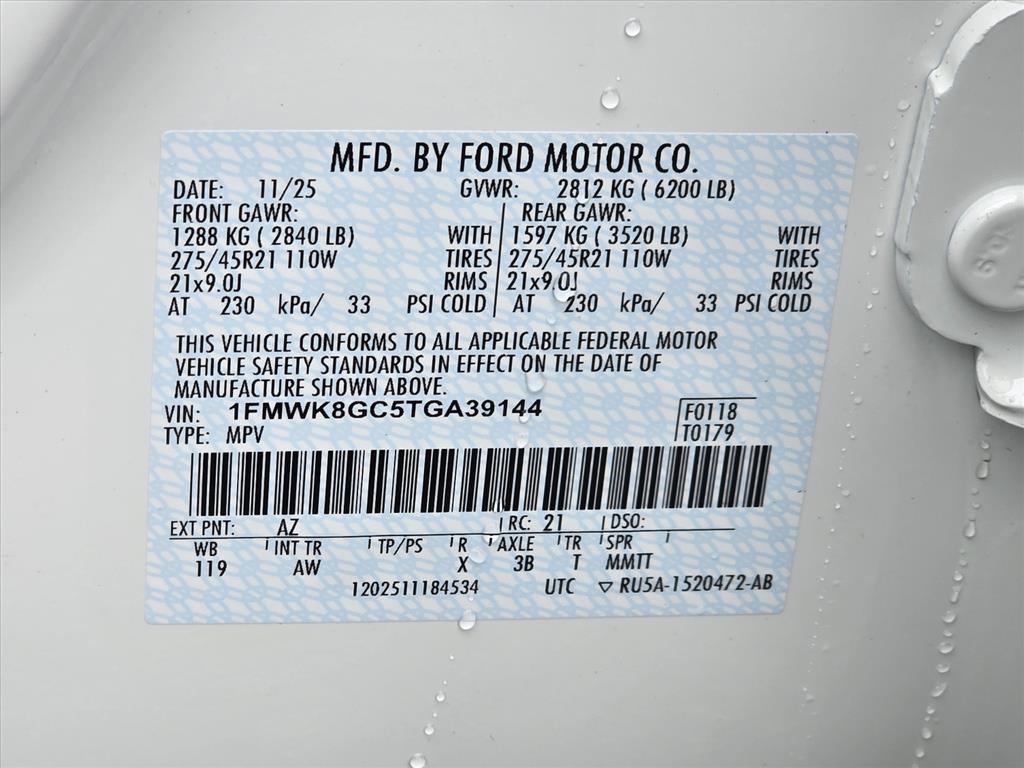 MFD. BY FORD MOTOR CO.
DATE: 11/25 GVWR: 2812 KG ( 6200 LB)
FRONT GAWR: REAR GAWR:
1288 KG ( 2840 LB) WITH 1597 KG ( 3520 LB) WITH
275/45R21 110W TIRES 275/45R21 110W TIRES
21x9.0J RIMS 21x9.0J RIMS
AT 230 kPa/ 33 PSI COLD AT 230 kPa/ 33 PSI COLD
THIS VEHICLE CONFORMS TO ALL APPLICABLE FEDERAL MOTOR
VEHICLE SAFETY STANDARDS IN EFFECT ON THE DATE OF
MANUFACTURE SHOWN ABOVE.
VIN: 1FMWK8GC5TGA39144 F0118
TYPE: MPV T0179
EXT PNT: AZ RC: 21 DSO:
WB INT TR TP/PS R AXLE TR SPR
119 AW X 3B T MMTT
1202511184534 UTC ▽ RU5A-1520472-AB